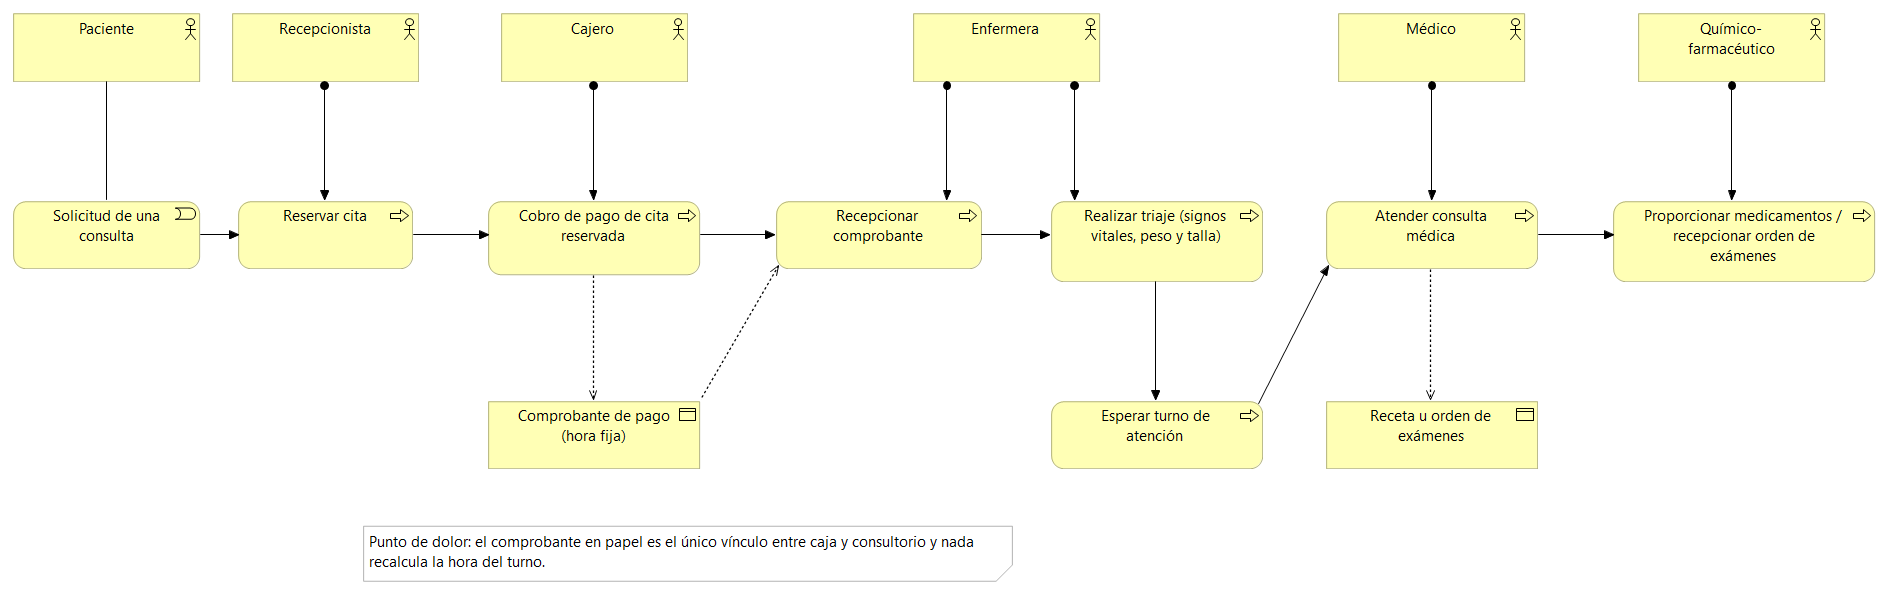 Paciente
Recepcionista
Cajero
Enfermera
Médico
Químico-
farmacéutico
Solicitud de una
consulta
Reservar cita
Cobro de pago de cita
reservada
Recepcionar
comprobante
Realizar triaje (signos
vitales, peso y talla)
Atender consulta
médica
Proporcionar medicamentos /
recepcionar orden de
exámenes
Comprobante de pago
(hora fija)
Esperar turno de
atención
Receta u orden de
exámenes
Punto de dolor: el comprobante en papel es el único vínculo entre caja y consultorio y nada
recalcula la hora del turno.